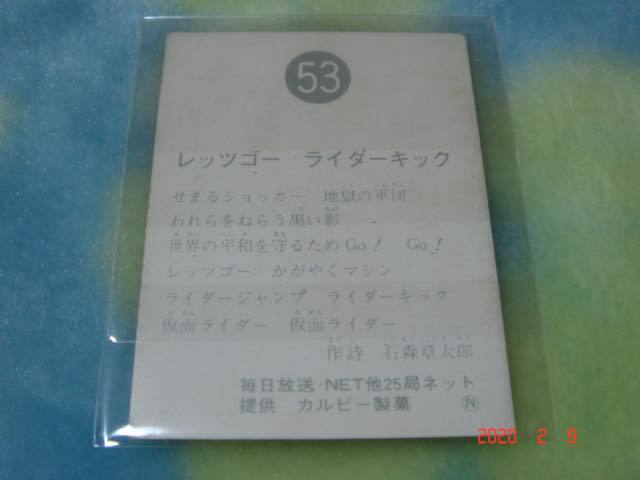 53
レッツゴー ライダーキック
せまるショッカー 地獄の軍団
われらをねらう黒い影
世界の平和を守るためGo! Go!
レッツゴー かがやくマシン
ライダージャンプ ライダーキック
仮面ライダー 仮面ライダー
作詩 石森章太郎
毎日放送・NET他25局ネット
提供 カルビー製菓 Ⓝ
2020 2 9